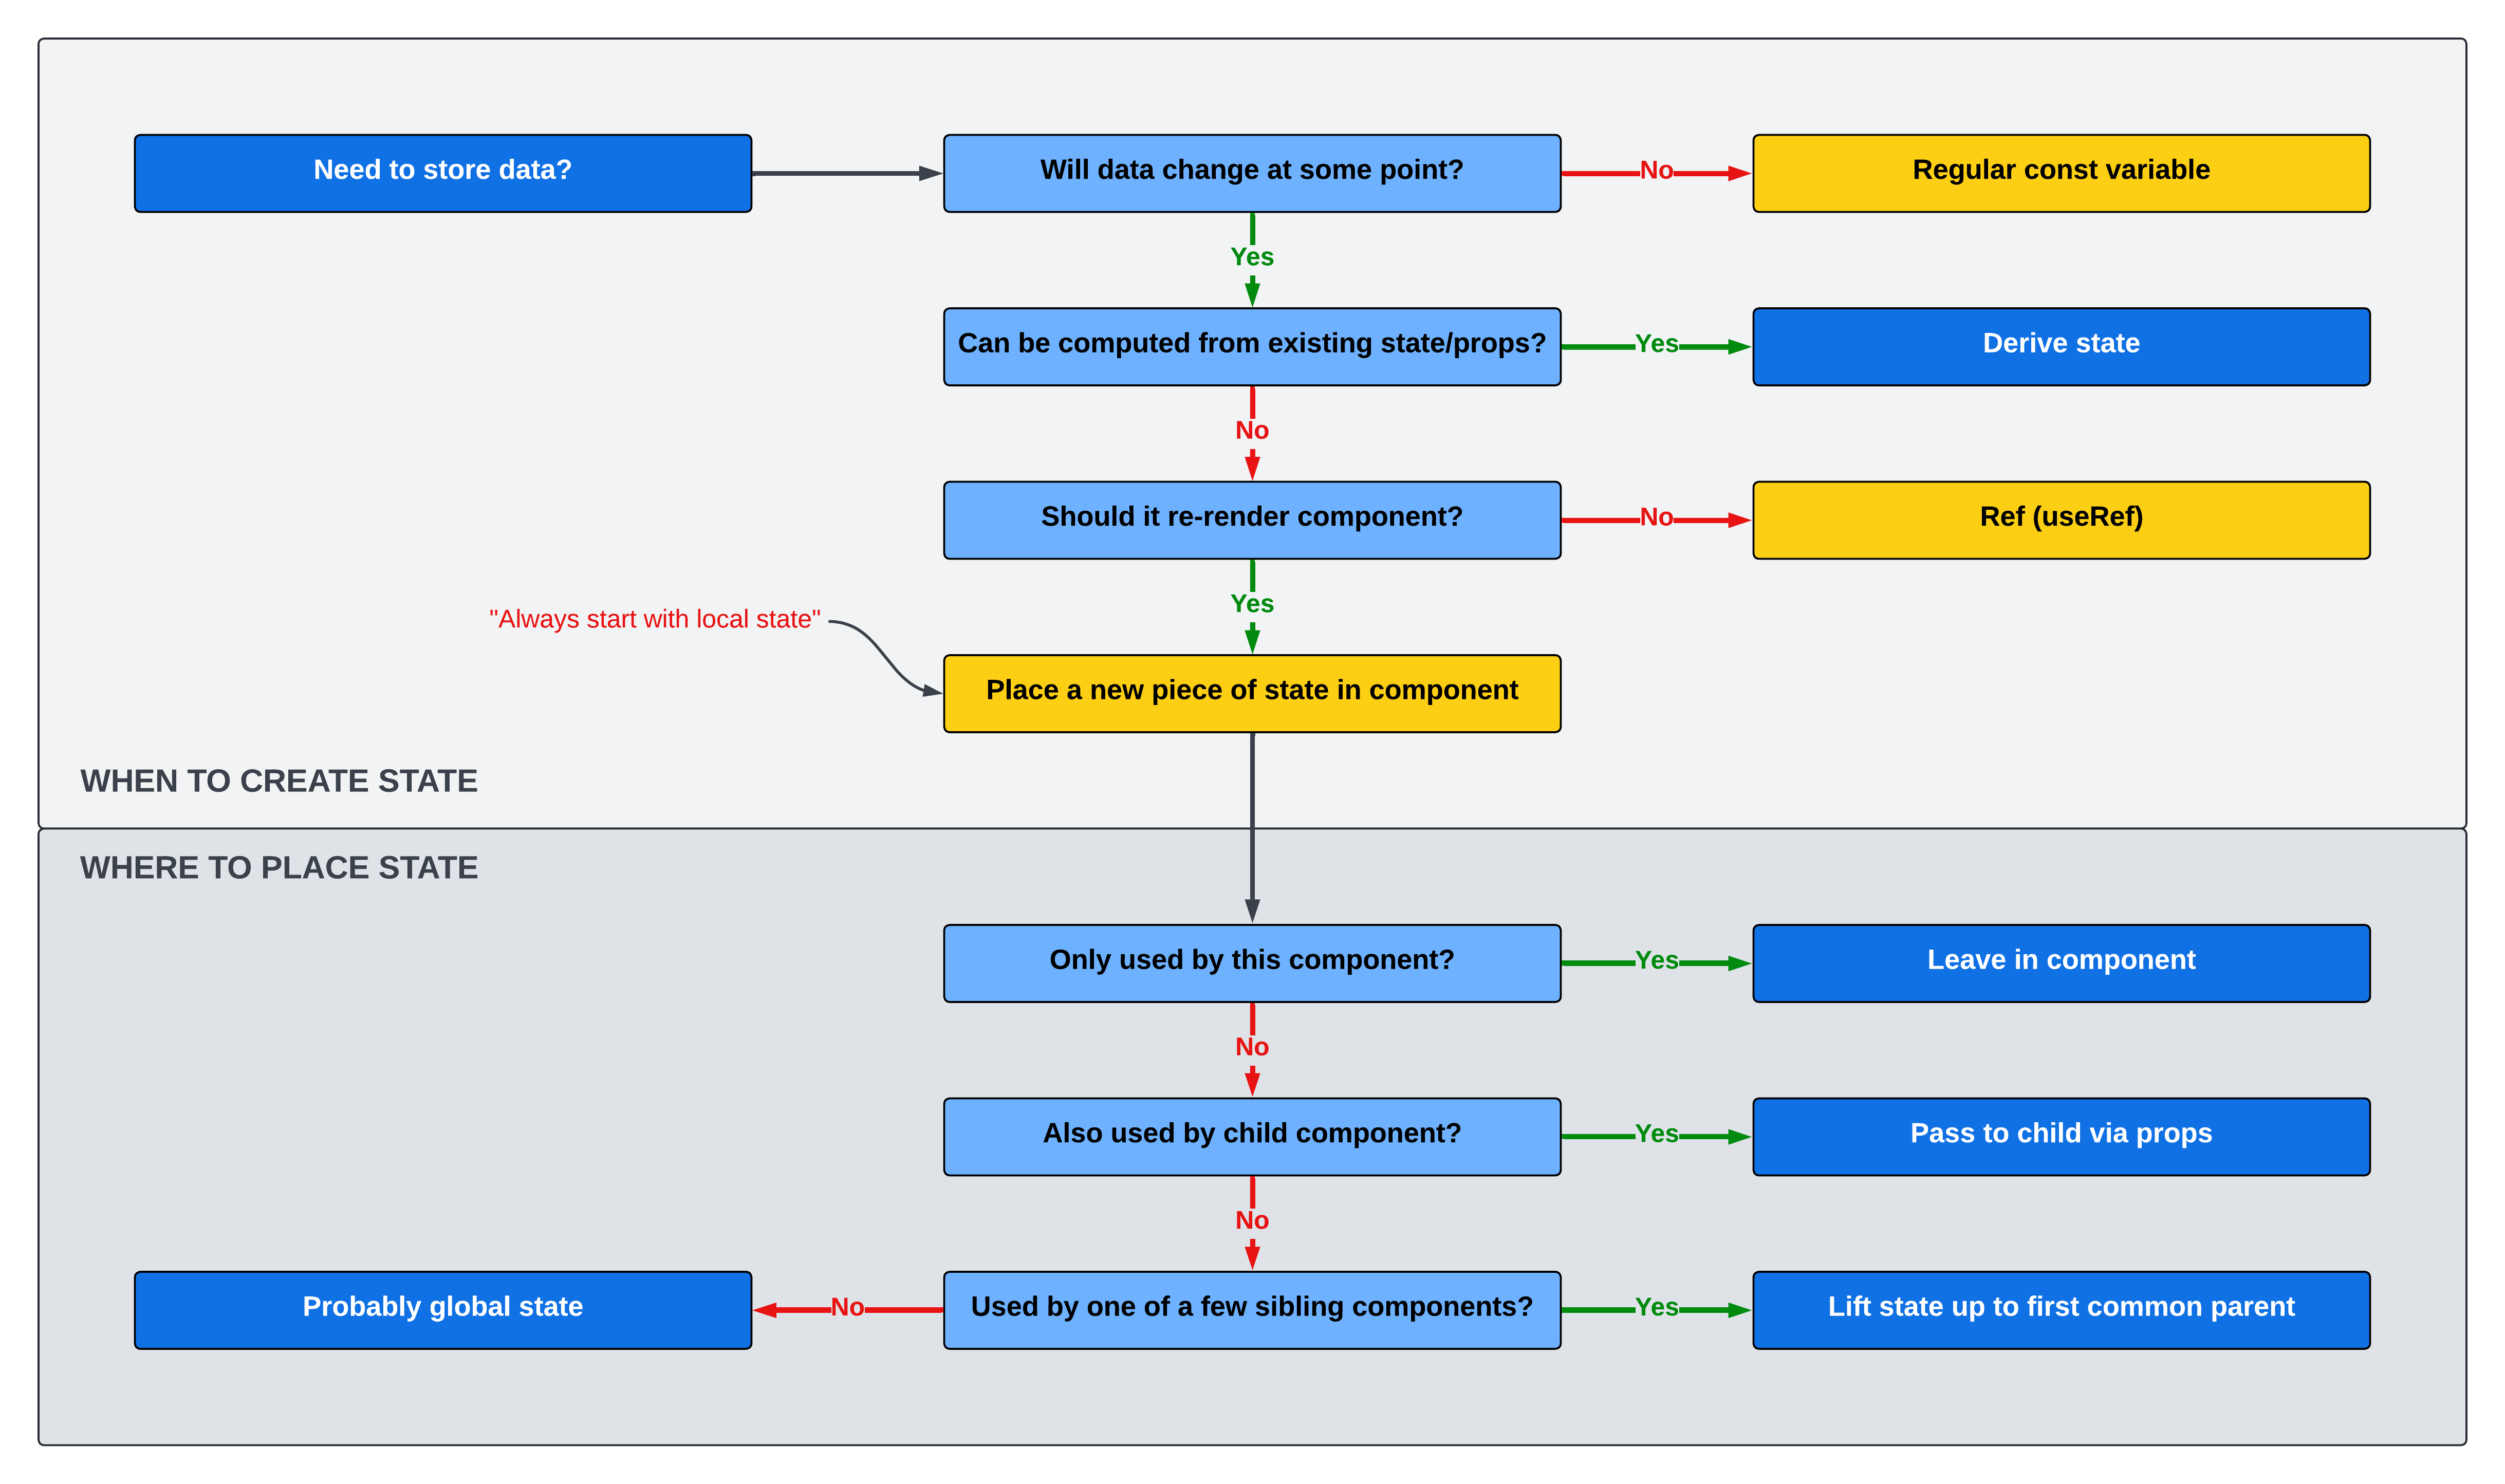 Need to store data?
Will data change at some point?
No
Regular const variable
Yes
Can be computed from existing state/props?
Yes
Derive state
No
Should it re-render component?
No
Ref (useRef)
Yes
"Always start with local state"
Place a new piece of state in component
WHEN TO CREATE STATE
WHERE TO PLACE STATE
Only used by this component?
Yes
Leave in component
No
Also used by child component?
Yes
Pass to child via props
No
Probably global state
No
Used by one of a few sibling components?
Yes
Lift state up to first common parent